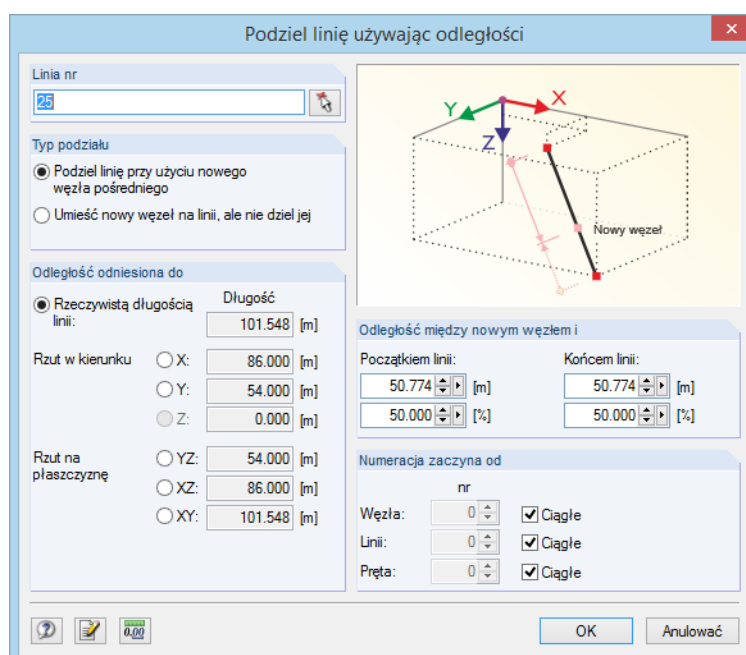 Podziel linię używając odległości
Linia nr
25
Typ podziału
Podziel linię przy użyciu nowego
węzła pośredniego
Umieść nowy węzeł na linii, ale nie dziel jej
Odległość odniesiona do
Długość
Rzeczywistą długością
linii:
101.548 [m]
Rzut w kierunku
X: 86.000 [m]
Y: 54.000 [m]
Z: 0.000 [m]
Rzut na
płaszczyznę
YZ: 54.000 [m]
XZ: 86.000 [m]
XY: 101.548 [m]
Y
X
Z
Nowy węzeł
Odległość między nowym węzłem i
Początkiem linii: Końcem linii:
50.774 [m] 50.774 [m]
50.000 [%] 50.000 [%]
Numeracja zaczyna od
nr
Węzła: 0 Ciągłe
Linii: 0 Ciągłe
Pręta: 0 Ciągłe
0.00
OK Anulować